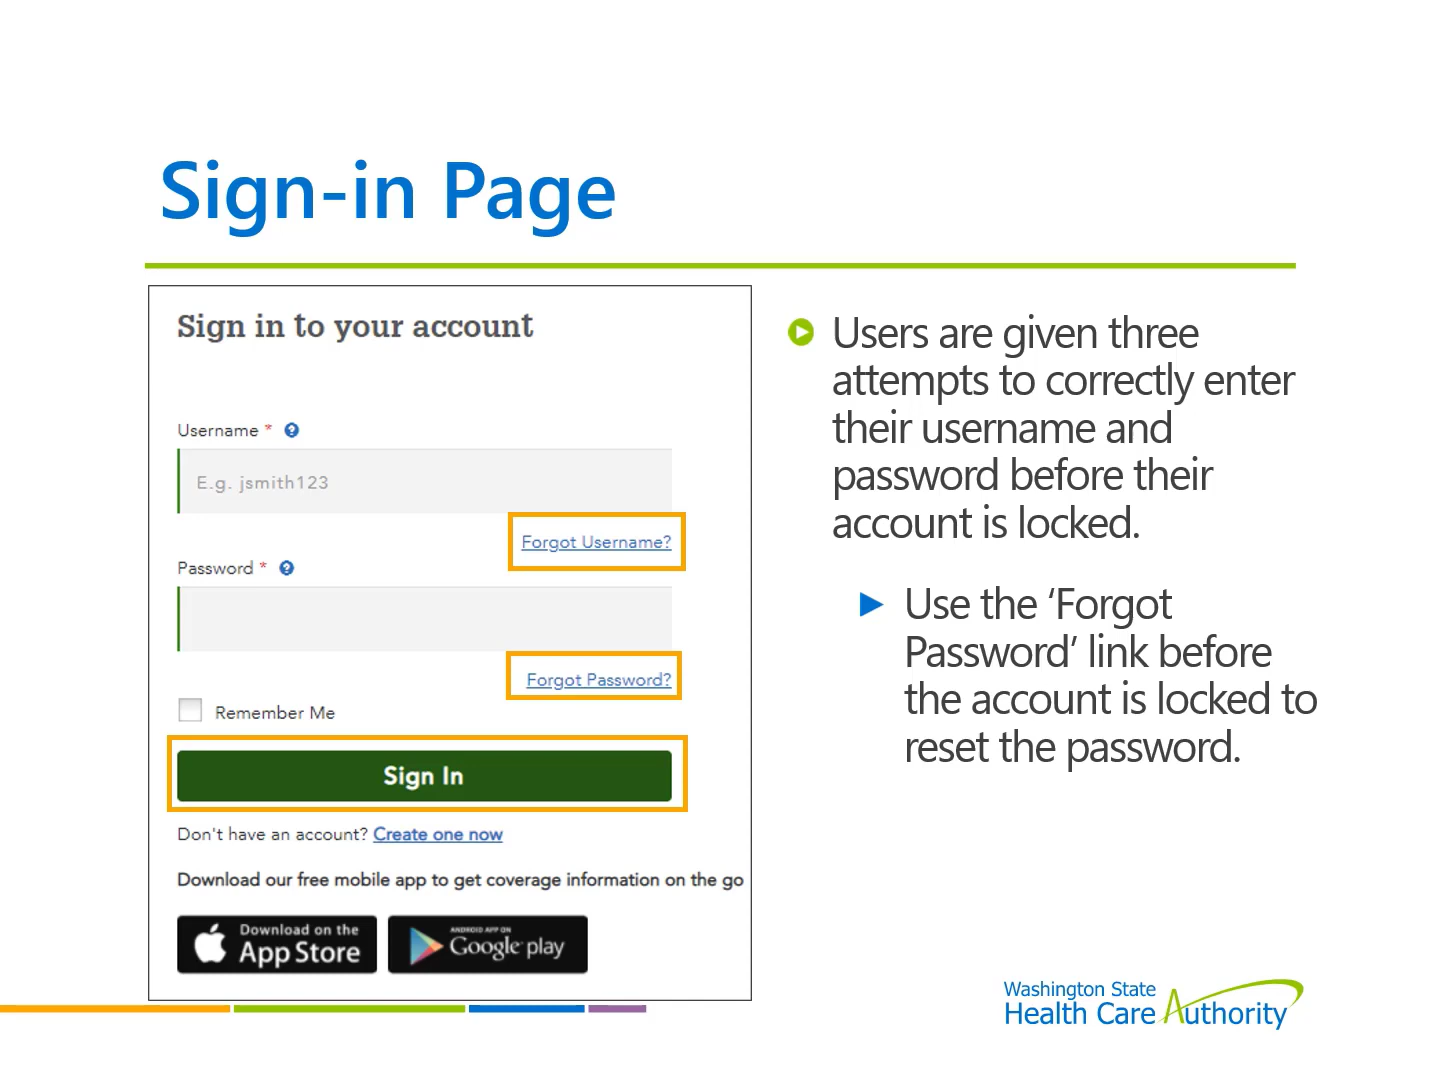 Sign-in Page
Sign in to your account
Username *
E.g. jsmith123
Forgot Username?
Password *
Forgot Password?
Remember Me
Sign In
Don't have an account? Create one now
Download our free mobile app to get coverage information on the go
Download on the
App Store
ANDROID APP ON
Google play
Users are given three
attempts to correctly enter
their username and
password before their
account is locked.
Use the ‘Forgot
Password’ link before
the account is locked to
reset the password.
Washington State
Health Care Authority